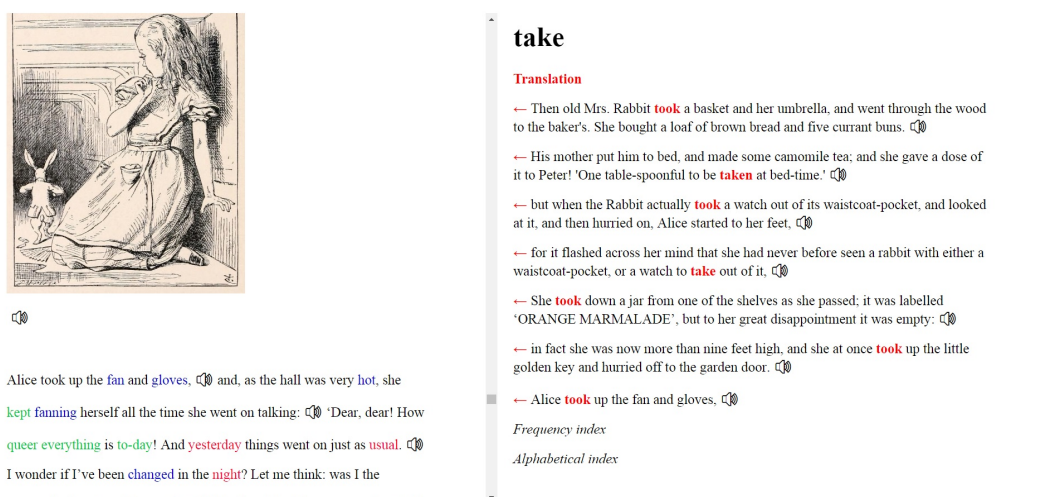 Alice took up the fan and gloves, and, as the hall was very hot, she
kept fanning herself all the time she went on talking: ‘Dear, dear! How
queer everything is to-day! And yesterday things went on just as usual.
I wonder if I’ve been changed in the night? Let me think: was I the
take
Translation
← Then old Mrs. Rabbit took a basket and her umbrella, and went through the wood
to the baker's. She bought a loaf of brown bread and five currant buns.
← His mother put him to bed, and made some camomile tea; and she gave a dose of
it to Peter! 'One table-spoonful to be taken at bed-time.'
← but when the Rabbit actually took a watch out of its waistcoat-pocket, and looked
at it, and then hurried on, Alice started to her feet,
← for it flashed across her mind that she had never before seen a rabbit with either a
waistcoat-pocket, or a watch to take out of it,
← She took down a jar from one of the shelves as she passed; it was labelled
‘ORANGE MARMALADE’, but to her great disappointment it was empty:
← in fact she was now more than nine feet high, and she at once took up the little
golden key and hurried off to the garden door.
← Alice took up the fan and gloves,
Frequency index
Alphabetical index